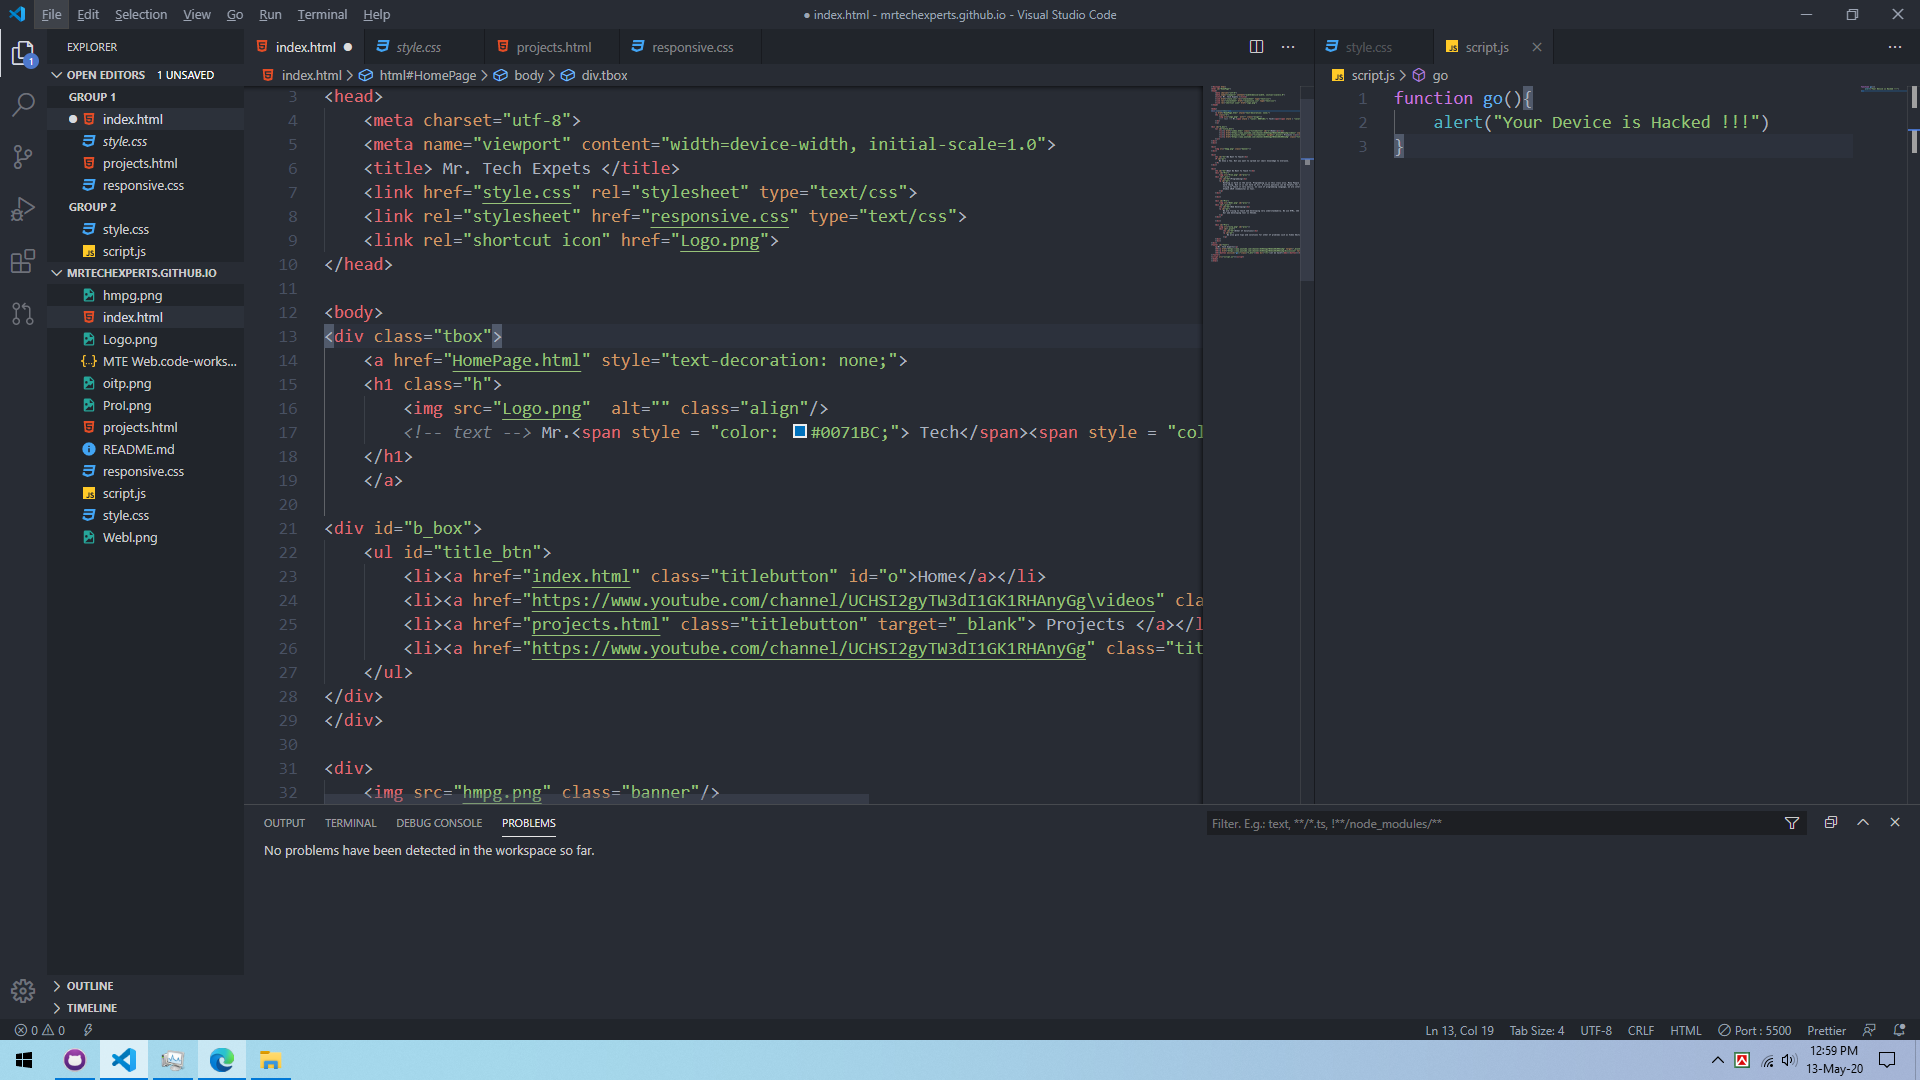 File Edit Selection View Go Run Terminal Help
● index.html - mrtechexperts.github.io - Visual Studio Code
EXPLORER
OPEN EDITORS 1 UNSAVED
GROUP 1
index.html
style.css
projects.html
responsive.css
GROUP 2
style.css
script.js
MRTECHEXPERTS.GITHUB.IO
hmpg.png
index.html
Logo.png
MTE Web.code-works...
oitp.png
ProI.png
projects.html
README.md
responsive.css
script.js
style.css
WebI.png
OUTLINE
TIMELINE
index.html ● style.css projects.html responsive.css
index.html > html#HomePage > body > div.tbox
3 <head>
4 <meta charset="utf-8">
5 <meta name="viewport" content="width=device-width, initial-scale=1.0">
6 <title> Mr. Tech Expets </title>
7 <link href="style.css" rel="stylesheet" type="text/css">
8 <link rel="stylesheet" href="responsive.css" type="text/css">
9 <link rel="shortcut icon" href="Logo.png">
10 </head>
11
12 <body>
13 <div class="tbox">
14 <a href="HomePage.html" style="text-decoration: none;">
15 <h1 class="h">
16 <img src="Logo.png"  alt="" class="align"/>
17 <!-- text --> Mr.<span style = "color: #0071BC;"> Tech</span><span style = "col
18 </h1>
19 </a>
20
21 <div id="b_box">
22 <ul id="title_btn">
23 <li><a href="index.html" class="titlebutton" id="o">Home</a></li>
24 <li><a href="https://www.youtube.com/channel/UCHSI2gyTW3dI1GK1RHAnyGg\videos" cla
25 <li><a href="projects.html" class="titlebutton" target="_blank"> Projects </a></l
26 <li><a href="https://www.youtube.com/channel/UCHSI2gyTW3dI1GK1RHAnyGg" class="tit
27 </ul>
28 </div>
29 </div>
30
31 <div>
32 <img src="hmpg.png" class="banner"/>
style.css script.js
script.js > go
1 function go(){
2 alert("Your Device is Hacked !!!")
3 }
OUTPUT TERMINAL DEBUG CONSOLE PROBLEMS
Filter. E.g.: text, **/*.ts, !**/node_modules/**
No problems have been detected in the workspace so far.
0 0
Ln 13, Col 19 Tab Size: 4 UTF-8 CRLF HTML Port : 5500 Prettier
12:59 PM
13-May-20